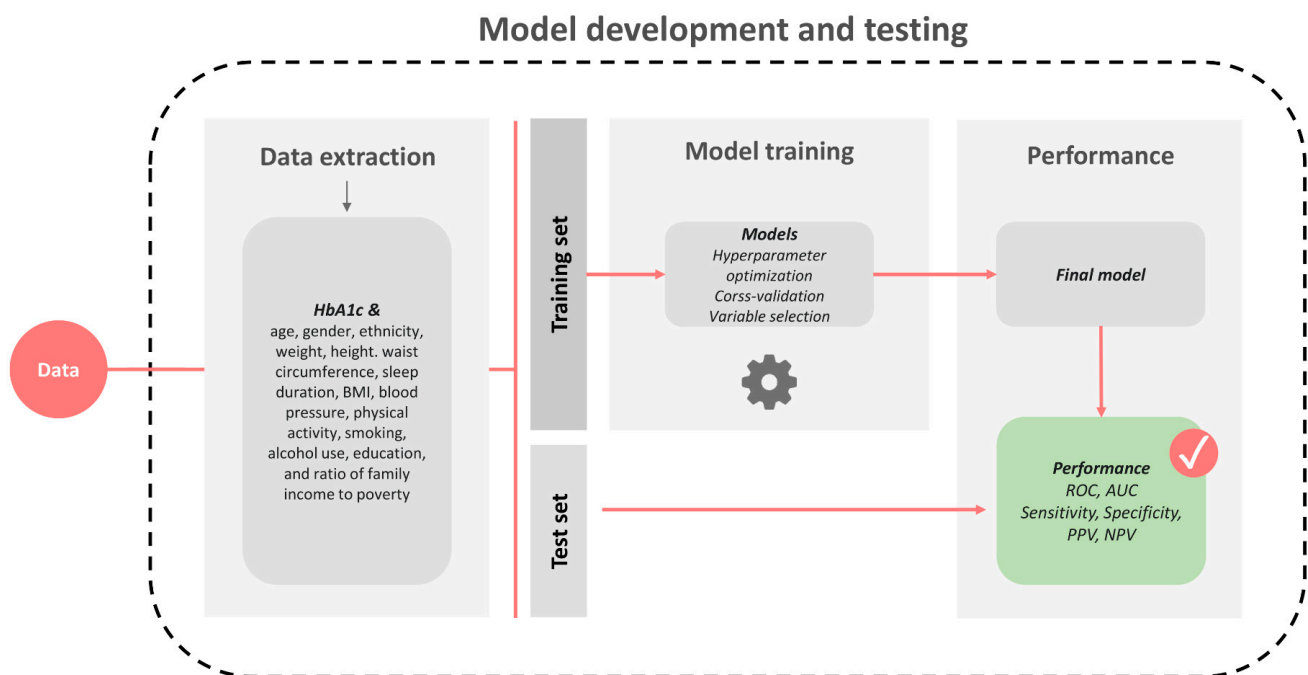 Model development and testing
Data
Data extraction
HbA1c &
age, gender, ethnicity,
weight, height. waist
circumference, sleep
duration, BMI, blood
pressure, physical
activity, smoking,
alcohol use, education,
and ratio of family
income to poverty
Training set
Test set
Model training
Models
Hyperparameter
optimization
Corss-validation
Variable selection
Performance
Final model
Performance
ROC, AUC
Sensitivity, Specificity,
PPV, NPV